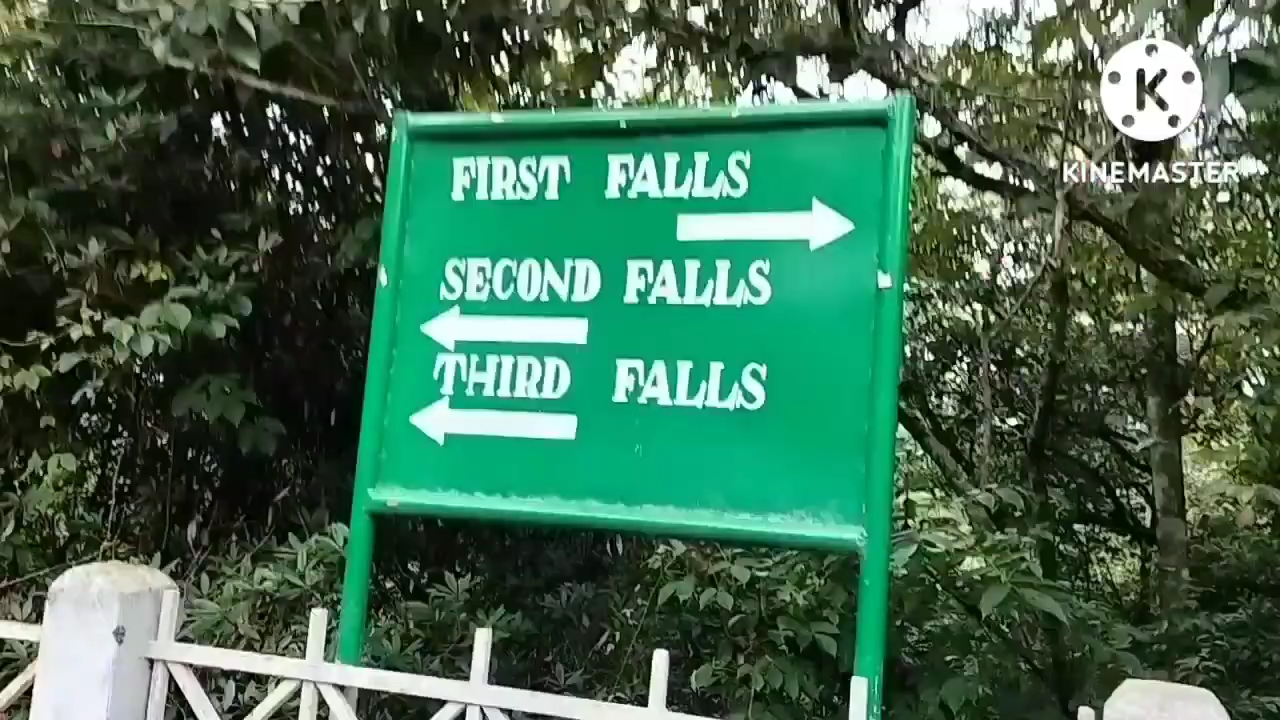 FIRST FALLS
SECOND FALLS
THIRD FALLS
K
KINEMASTER